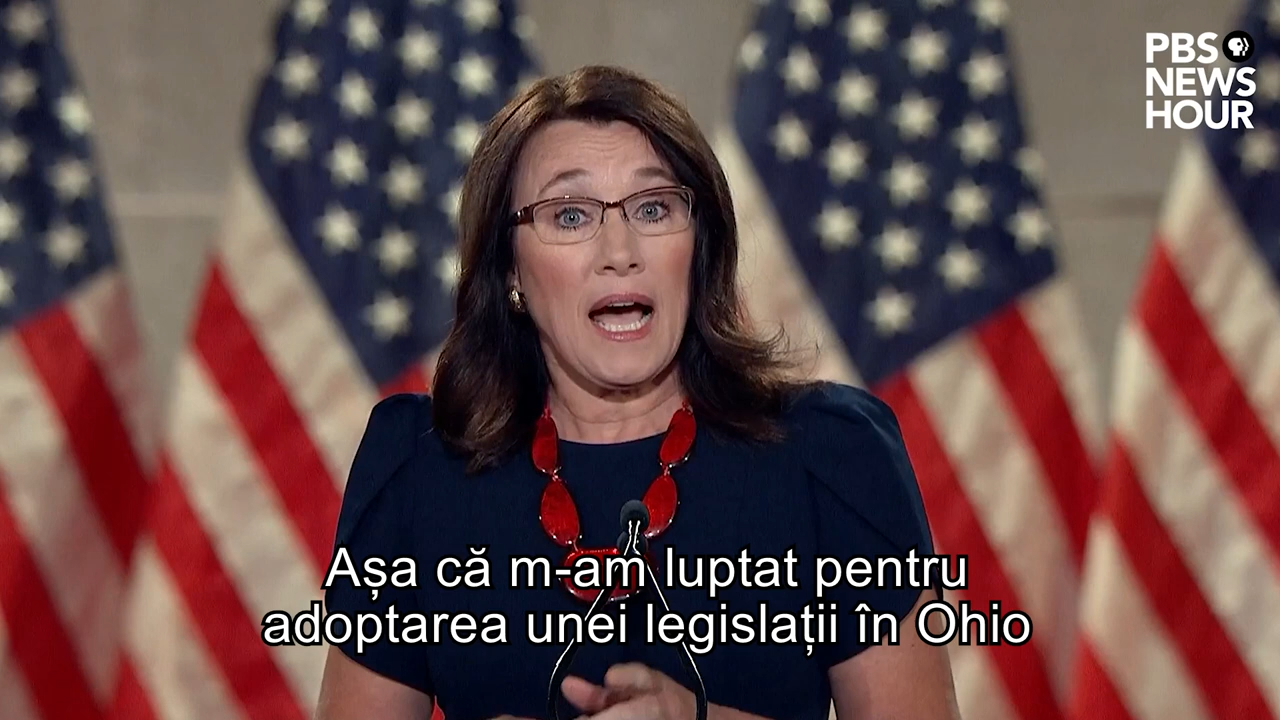 PBS
NEWS
HOUR
Așa că m-am luptat pentru
adoptarea unei legislații în Ohio